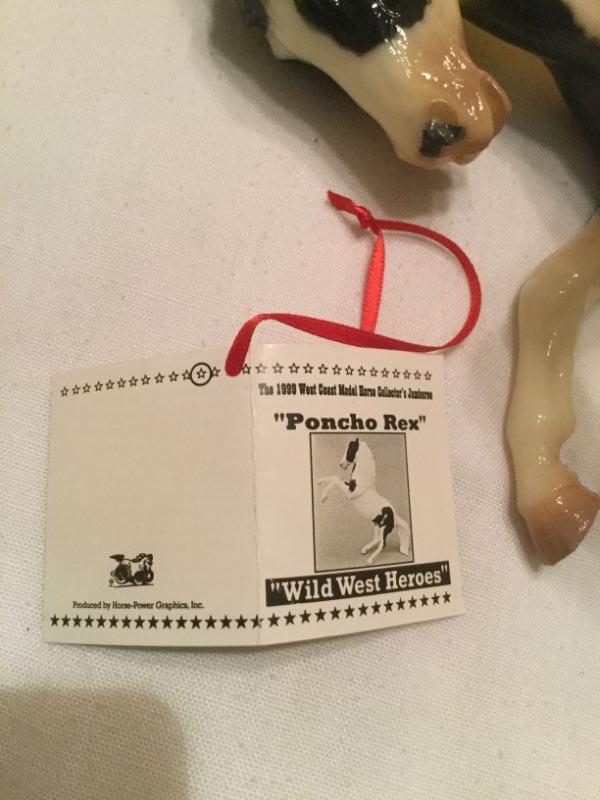 The 1999 West Coast Model Horse Collector's Jamboree
"Poncho Rex"
"Wild West Heroes"
Produced by Horse-Power Graphics, Inc.